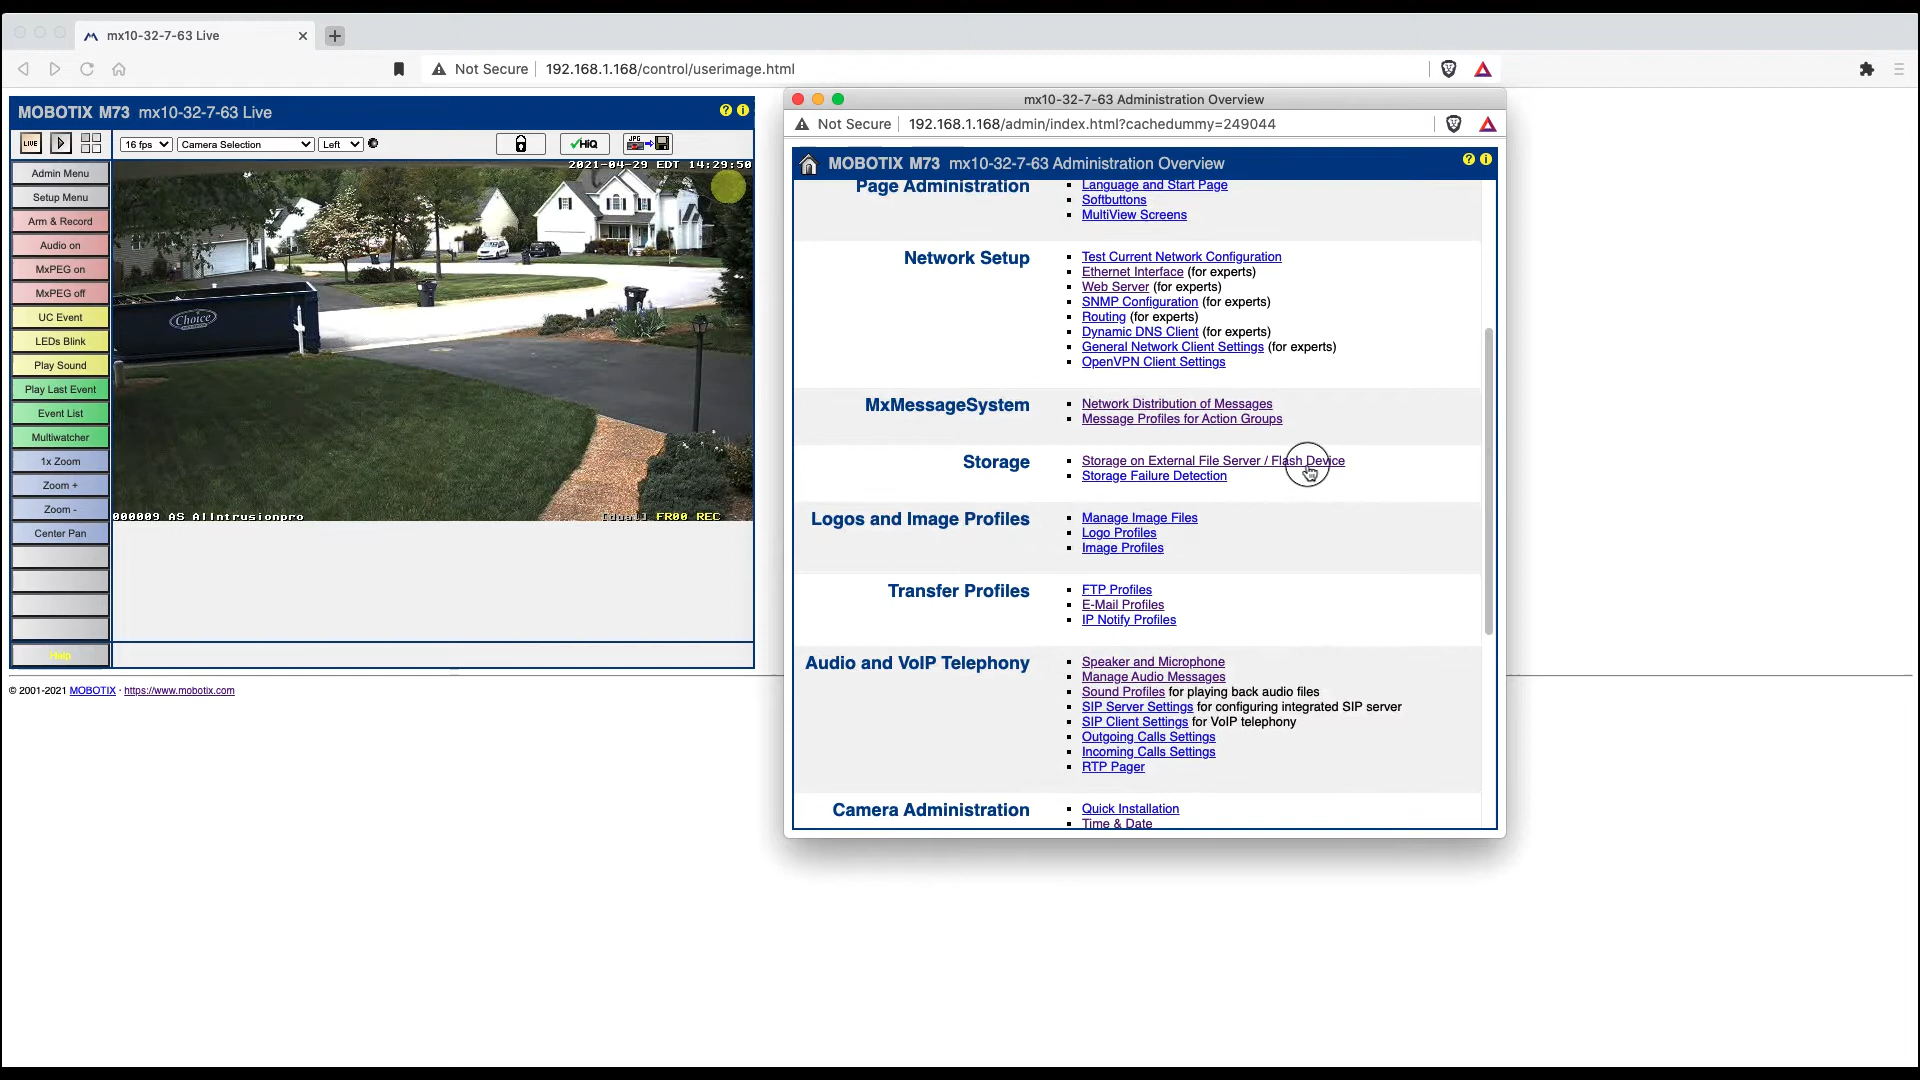 mx10-32-7-63 Live
Not Secure 192.168.1.168/control/userimage.html
MOBOTIX M73 mx10-32-7-63 Live
LIVE
16 fps
Camera Selection
Left
HiQ
JPG
Admin Menu
Setup Menu
Arm & Record
Audio on
MxPEG on
MxPEG off
UC Event
LEDs Blink
Play Sound
Play Last Event
Event List
Multiwatcher
1x Zoom
Zoom +
Zoom -
Center Pan
Help
2021-04-29 EDT 14:29:50
Choice
000009 AS AIIntrusionpro
[dual] FR00 REC
© 2001-2021 MOBOTIX · https://www.mobotix.com
mx10-32-7-63 Administration Overview
Not Secure 192.168.1.168/admin/index.html?cachedummy=249044
MOBOTIX M73 mx10-32-7-63 Administration Overview
Page Administration
Language and Start Page
Softbuttons
MultiView Screens
Network Setup
Test Current Network Configuration
Ethernet Interface (for experts)
Web Server (for experts)
SNMP Configuration (for experts)
Routing (for experts)
Dynamic DNS Client (for experts)
General Network Client Settings (for experts)
OpenVPN Client Settings
MxMessageSystem
Network Distribution of Messages
Message Profiles for Action Groups
Storage
Storage on External File Server / Flash Device
Storage Failure Detection
Logos and Image Profiles
Manage Image Files
Logo Profiles
Image Profiles
Transfer Profiles
FTP Profiles
E-Mail Profiles
IP Notify Profiles
Audio and VoIP Telephony
Speaker and Microphone
Manage Audio Messages
Sound Profiles for playing back audio files
SIP Server Settings for configuring integrated SIP server
SIP Client Settings for VoIP telephony
Outgoing Calls Settings
Incoming Calls Settings
RTP Pager
Camera Administration
Quick Installation
Time & Date